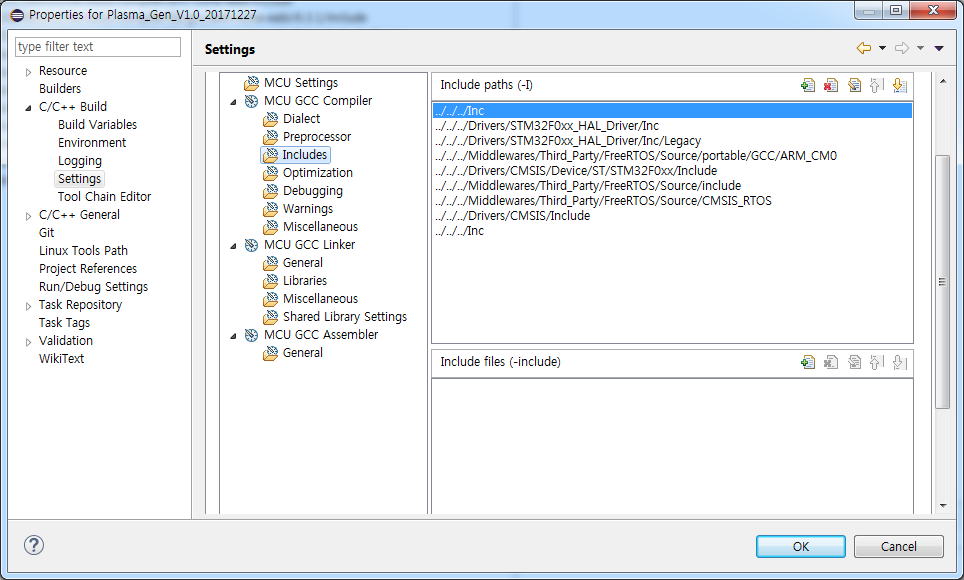 Properties for Plasma_Gen_V1.0_20171227
type filter text
Resource
Builders
C/C++ Build
Build Variables
Environment
Logging
Settings
Tool Chain Editor
C/C++ General
Git
Linux Tools Path
Project References
Run/Debug Settings
Task Repository
Task Tags
Validation
WikiText
Settings
MCU Settings
MCU GCC Compiler
Dialect
Preprocessor
Includes
Optimization
Debugging
Warnings
Miscellaneous
MCU GCC Linker
General
Libraries
Miscellaneous
Shared Library Settings
MCU GCC Assembler
General
Include paths (-I)
../../../Inc
../../../Drivers/STM32F0xx_HAL_Driver/Inc
../../../Drivers/STM32F0xx_HAL_Driver/Inc/Legacy
../../../Middlewares/Third_Party/FreeRTOS/Source/portable/GCC/ARM_CM0
../../../Drivers/CMSIS/Device/ST/STM32F0xx/Include
../../../Middlewares/Third_Party/FreeRTOS/Source/include
../../../Middlewares/Third_Party/FreeRTOS/Source/CMSIS_RTOS
../../../Drivers/CMSIS/Include
../../../Inc
Include files (-include)
?
OK
Cancel